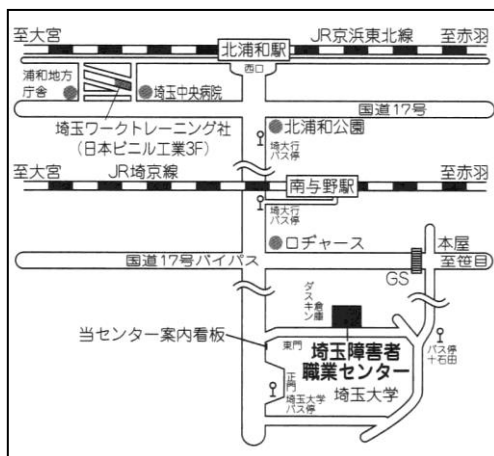 至大宮
北浦和駅
JR京浜東北線
至赤羽
西口
浦和地方
庁舎
埼玉中央病院
国道17号
埼玉ワークトレーニング社
(日本ビニル工業3F)
北浦和公園
埼大行
バス停
至大宮
JR埼京線
南与野駅
至赤羽
埼大行
バス停
ロヂャース
本屋
国道17号バイパス
GS
至笹目
ダスキン
倉庫
当センター案内看板
東門
埼玉障害者
職業センター
バス停
十石田
正門
埼玉大学
埼玉大学
バス停